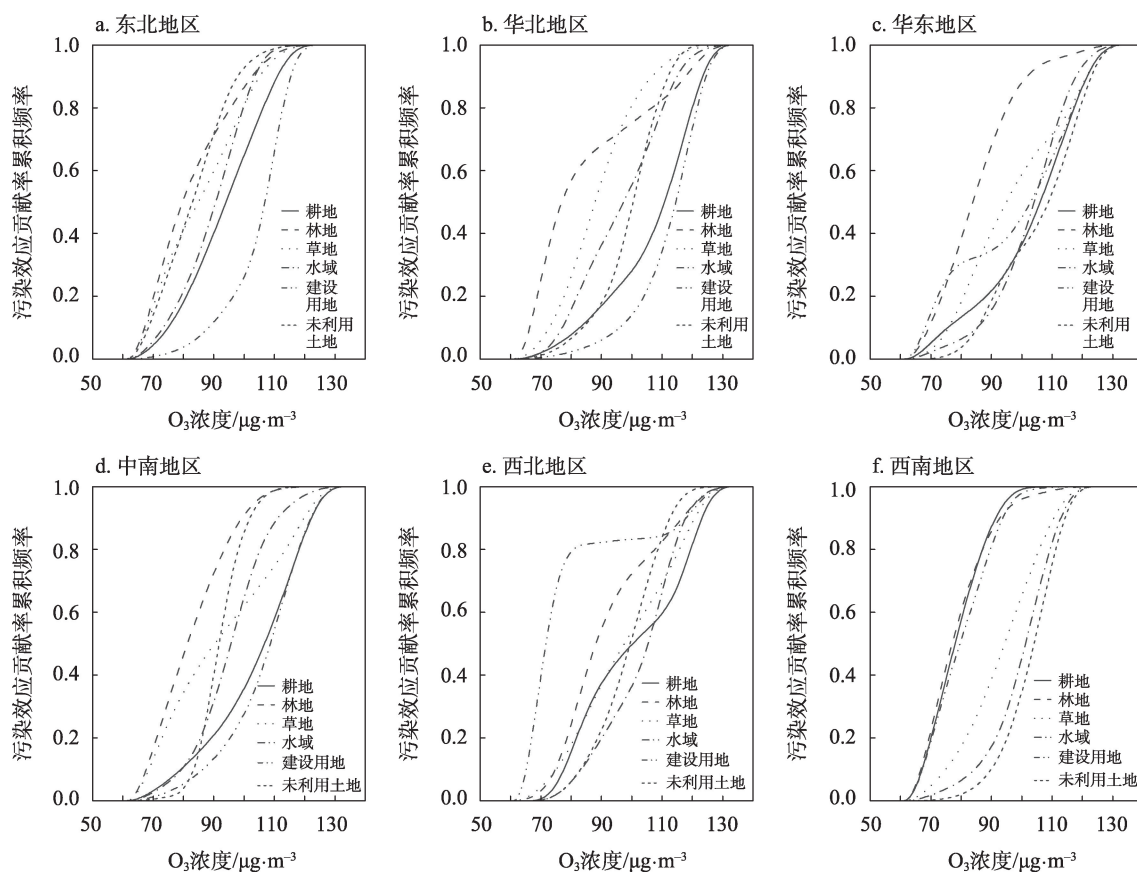 a. 东北地区
污染效应贡献率累积频率
1.0
0.8
0.6
0.4
0.2
0.0
耕地
林地
草地
水域
建设
用地
未利用
土地
50 70 90 110 130
O₃浓度/μg·m⁻³
b. 华北地区
污染效应贡献率累积频率
1.0
0.8
0.6
0.4
0.2
0.0
耕地
林地
草地
水域
建设
用地
未利用
土地
50 70 90 110 130
O₃浓度/μg·m⁻³
c. 华东地区
污染效应贡献率累积频率
1.0
0.8
0.6
0.4
0.2
0.0
耕地
林地
草地
水域
建设
用地
未利用
土地
50 70 90 110 130
O₃浓度/μg·m⁻³
d. 中南地区
污染效应贡献率累积频率
1.0
0.8
0.6
0.4
0.2
0.0
耕地
林地
草地
水域
建设用地
未利用土地
50 70 90 110 130
O₃浓度/μg·m⁻³
e. 西北地区
污染效应贡献率累积频率
1.0
0.8
0.6
0.4
0.2
0.0
耕地
林地
草地
水域
建设用地
未利用土地
50 70 90 110 130
O₃浓度/μg·m⁻³
f. 西南地区
污染效应贡献率累积频率
1.0
0.8
0.6
0.4
0.2
0.0
耕地
林地
草地
水域
建设用地
未利用土地
50 70 90 110 130
O₃浓度/μg·m⁻³